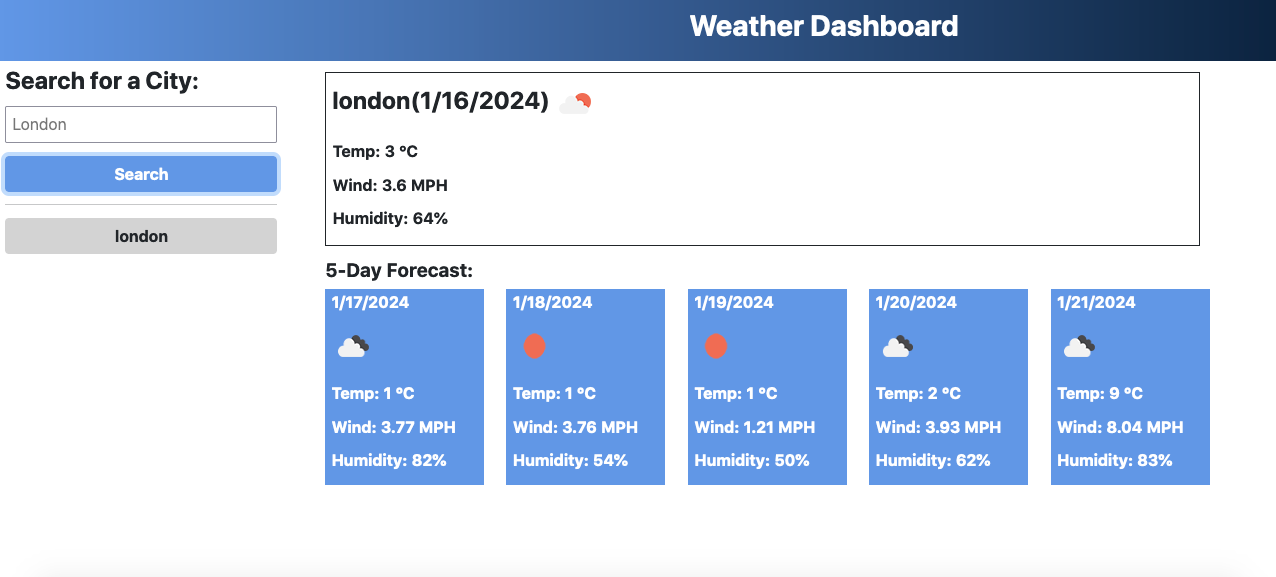 Weather Dashboard
Search for a City:
London
Search
london
london(1/16/2024)
Temp: 3 °C
Wind: 3.6 MPH
Humidity: 64%
5-Day Forecast:
1/17/2024
Temp: 1 °C
Wind: 3.77 MPH
Humidity: 82%
1/18/2024
Temp: 1 °C
Wind: 3.76 MPH
Humidity: 54%
1/19/2024
Temp: 1 °C
Wind: 1.21 MPH
Humidity: 50%
1/20/2024
Temp: 2 °C
Wind: 3.93 MPH
Humidity: 62%
1/21/2024
Temp: 9 °C
Wind: 8.04 MPH
Humidity: 83%